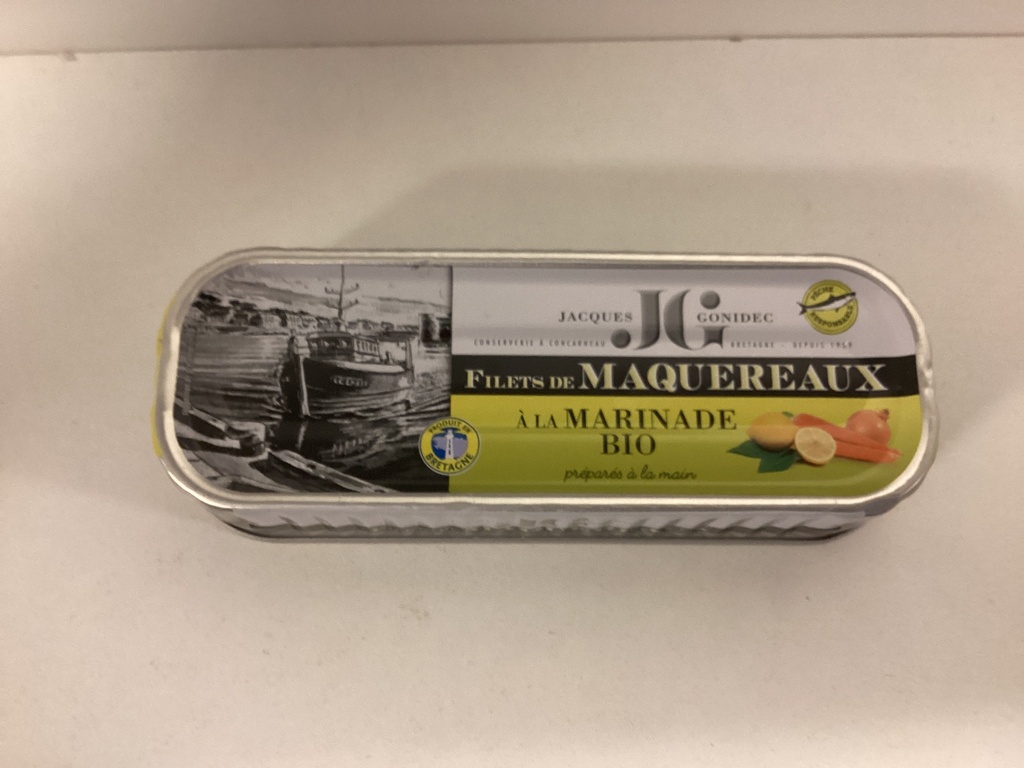 JACQUES JG GONIDEC
CONSERVERIE À CONCARNEAU BRETAGNE - DEPUIS 1959
PÊCHE
RESPONSABLE
FILETS DE MAQUEREAUX
À LA MARINADE
BIO
préparés à la main
PRODUIT EN
BRETAGNE